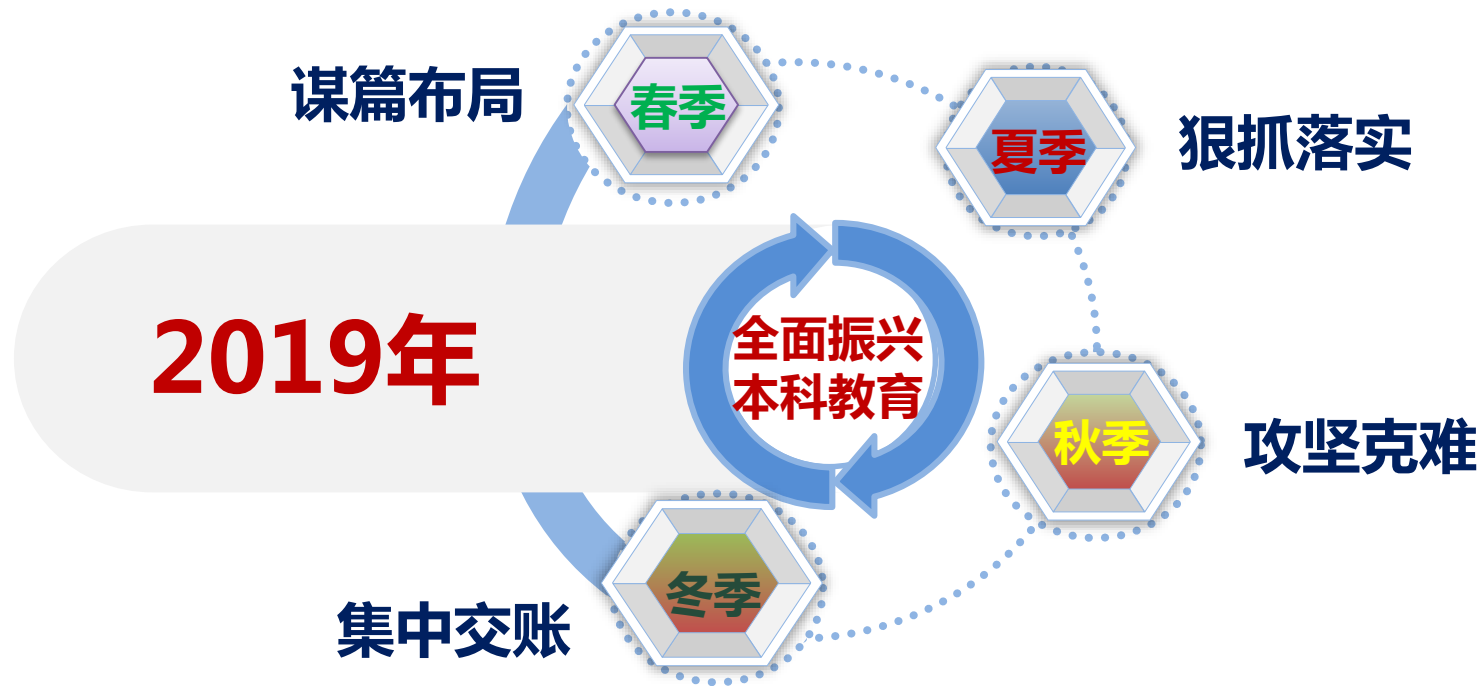 谋篇布局
春季
夏季
狠抓落实
2019年
全面振兴
本科教育
秋季
攻坚克难
冬季
集中交账